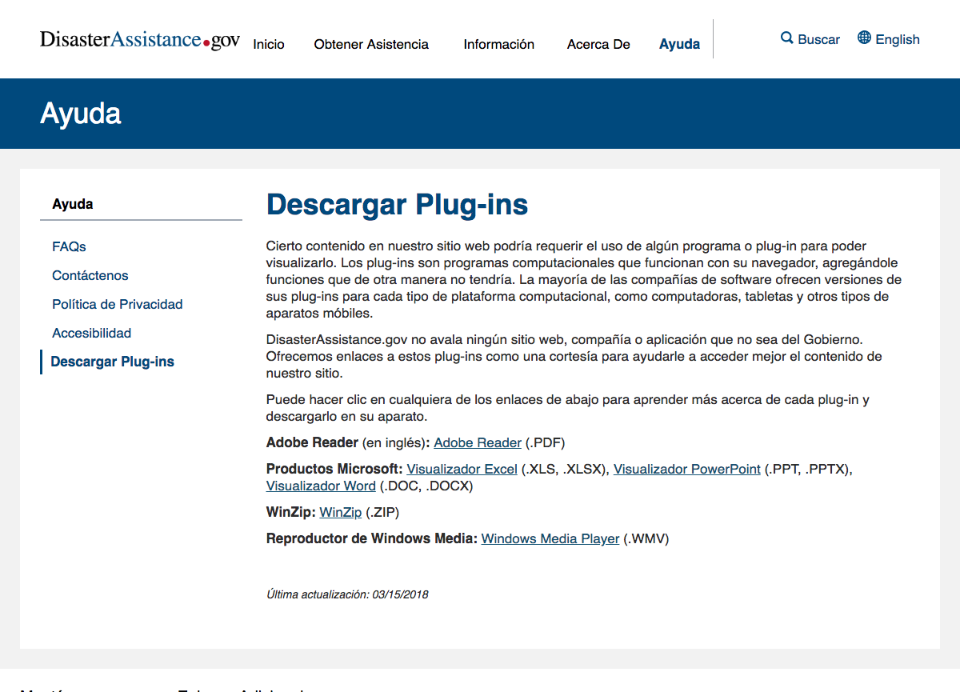 DisasterAssistance.gov
Inicio
Obtener Asistencia
Información
Acerca De
Ayuda
Buscar
English
Ayuda
Ayuda
FAQs
Contáctenos
Política de Privacidad
Accesibilidad
Descargar Plug-ins
Descargar Plug-ins
Cierto contenido en nuestro sitio web podría requerir el uso de algún programa o plug-in para poder
visualizarlo. Los plug-ins son programas computacionales que funcionan con su navegador, agregándole
funciones que de otra manera no tendría. La mayoría de las compañías de software ofrecen versiones de
sus plug-ins para cada tipo de plataforma computacional, como computadoras, tabletas y otros tipos de
aparatos móbiles.
DisasterAssistance.gov no avala ningún sitio web, compañía o aplicación que no sea del Gobierno.
Ofrecemos enlaces a estos plug-ins como una cortesía para ayudarle a acceder mejor el contenido de
nuestro sitio.
Puede hacer clic en cualquiera de los enlaces de abajo para aprender más acerca de cada plug-in y
descargarlo en su aparato.
Adobe Reader (en inglés): Adobe Reader (.PDF)
Productos Microsoft: Visualizador Excel (.XLS, .XLSX), Visualizador PowerPoint (.PPT, .PPTX),
Visualizador Word (.DOC, .DOCX)
WinZip: WinZip (.ZIP)
Reproductor de Windows Media: Windows Media Player (.WMV)
Última actualización: 03/15/2018